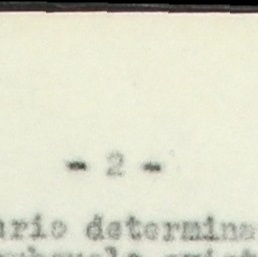 - 2 -
ario determina